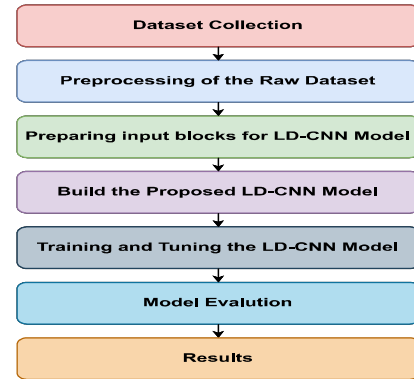 Dataset Collection
Preprocessing of the Raw Dataset
Preparing input blocks for LD-CNN Model
Build the Proposed LD-CNN Model
Training and Tuning the LD-CNN Model
Model Evalution
Results